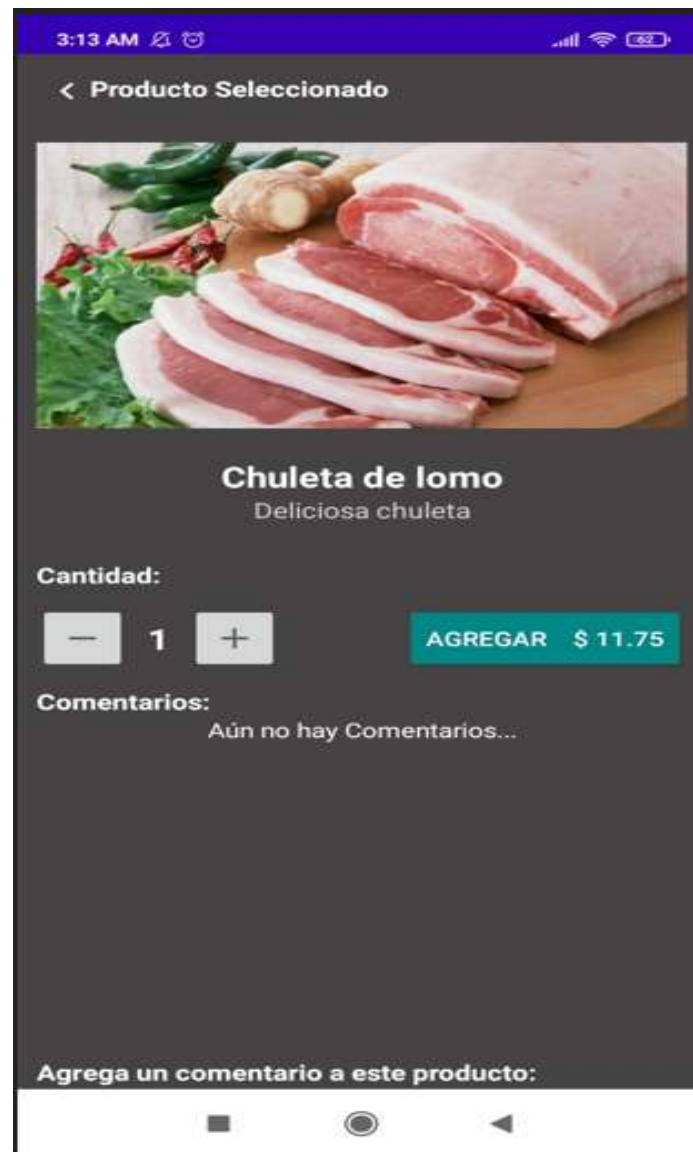 3:13 AM 62
Producto Seleccionado
Chuleta de lomo
Deliciosa chuleta
Cantidad:
1 AGREGAR $ 11.75
Comentarios:
Aún no hay Comentarios...
Agrega un comentario a este producto: